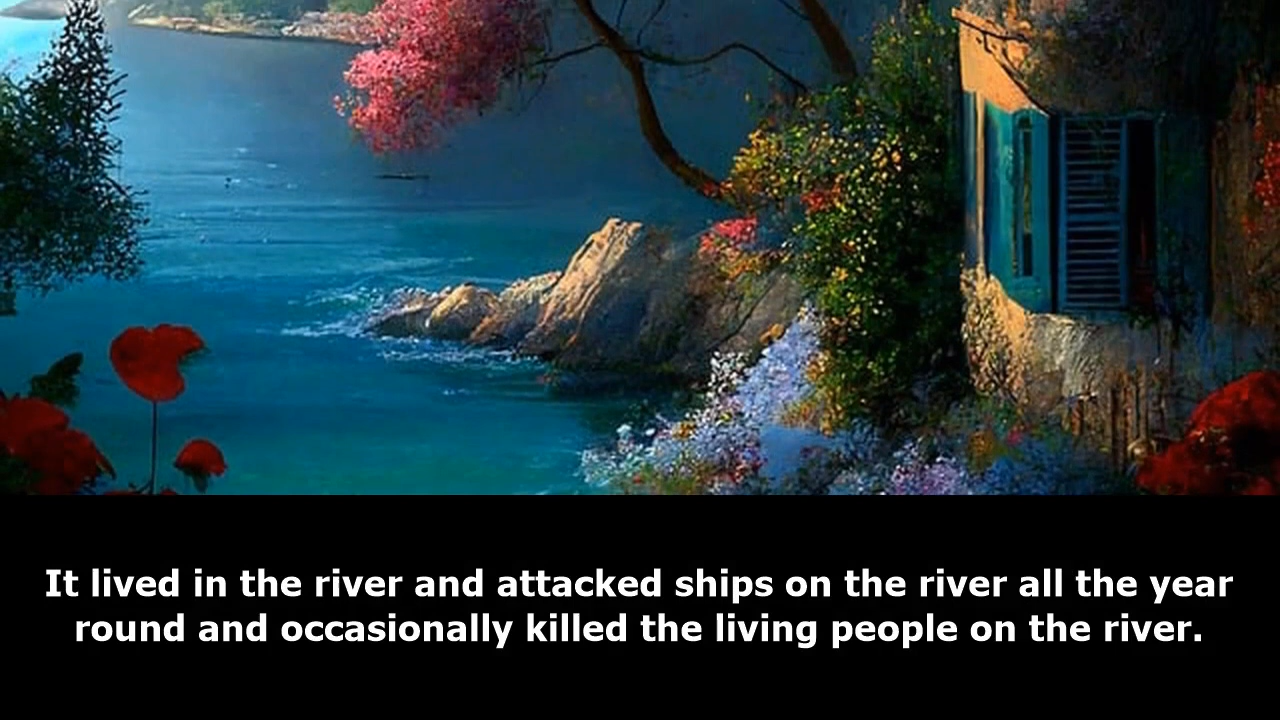 It lived in the river and attacked ships on the river all the year
round and occasionally killed the living people on the river.